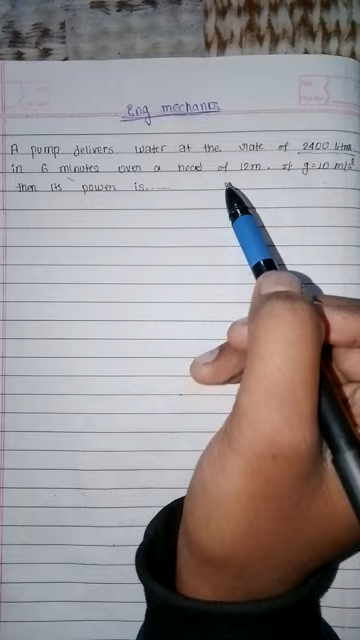 Eng mechanics
A pump delivers water at the rate of 2400 litre
in 6 minutes over a head of 12m. If g=10 m/s²
then its power is.....